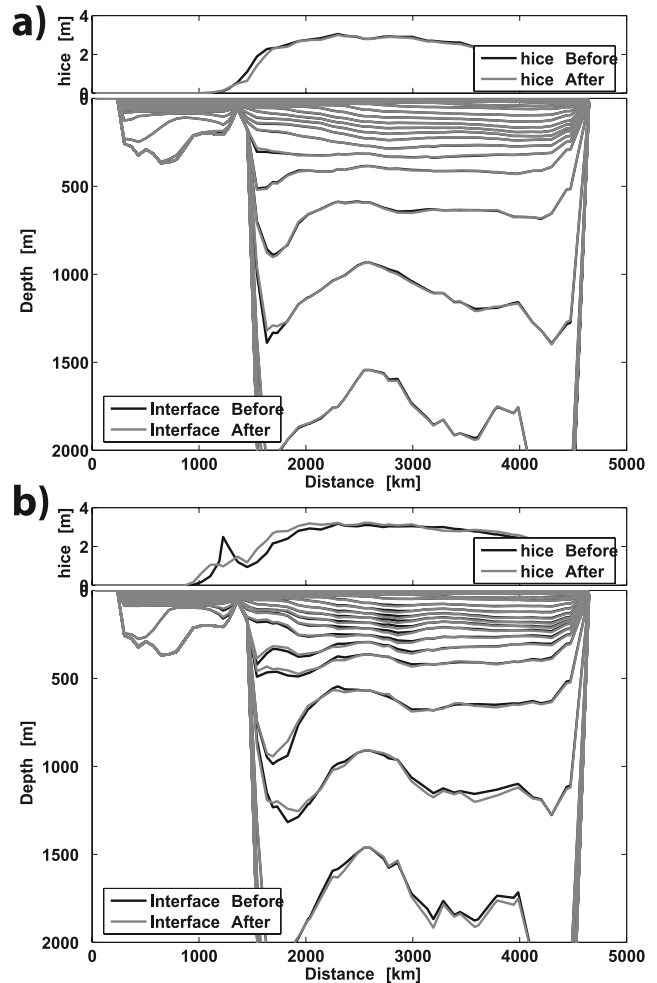 a)
4
2
0
hice [m]
hice Before
hice After
0
500
1000
1500
2000
Depth [m]
Interface Before
Interface After
0 1000 2000 3000 4000 5000
Distance [km]
b)
4
2
0
hice [m]
hice Before
hice After
0
500
1000
1500
2000
Depth [m]
Interface Before
Interface After
0 1000 2000 3000 4000 5000
Distance [km]